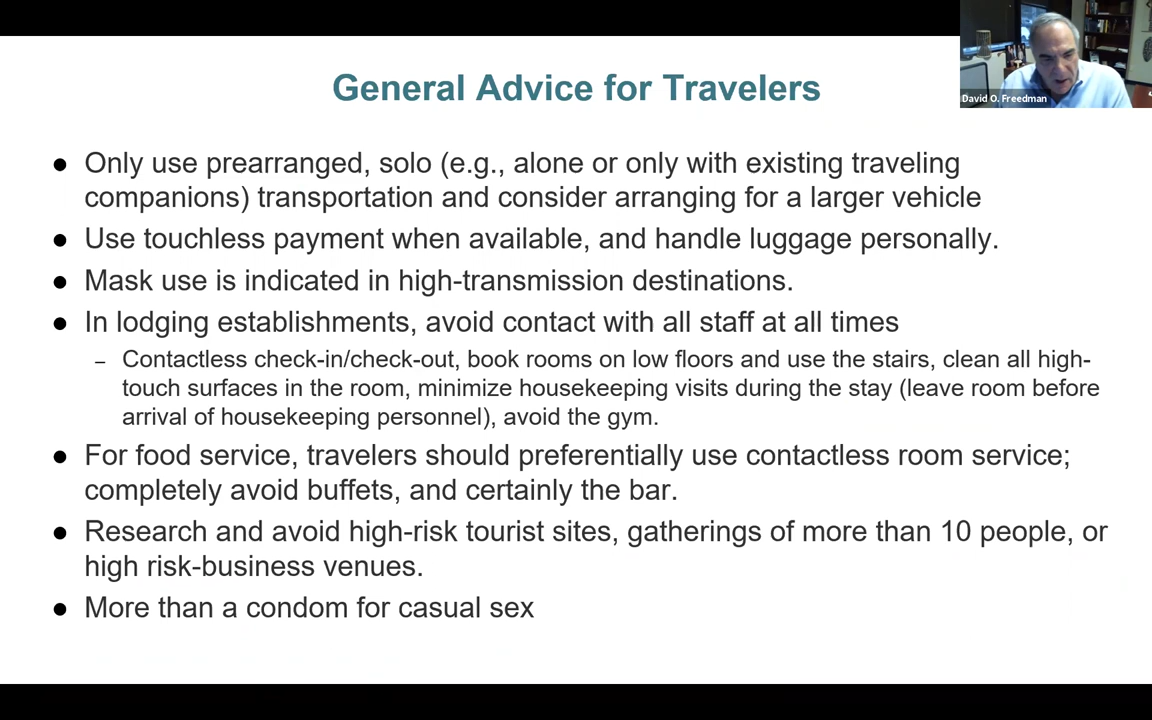 General Advice for Travelers
David O. Freedman
● Only use prearranged, solo (e.g., alone or only with existing traveling
companions) transportation and consider arranging for a larger vehicle
● Use touchless payment when available, and handle luggage personally.
● Mask use is indicated in high-transmission destinations.
● In lodging establishments, avoid contact with all staff at all times
– Contactless check-in/check-out, book rooms on low floors and use the stairs, clean all high-
touch surfaces in the room, minimize housekeeping visits during the stay (leave room before
arrival of housekeeping personnel), avoid the gym.
● For food service, travelers should preferentially use contactless room service;
completely avoid buffets, and certainly the bar.
● Research and avoid high-risk tourist sites, gatherings of more than 10 people, or
high risk-business venues.
● More than a condom for casual sex